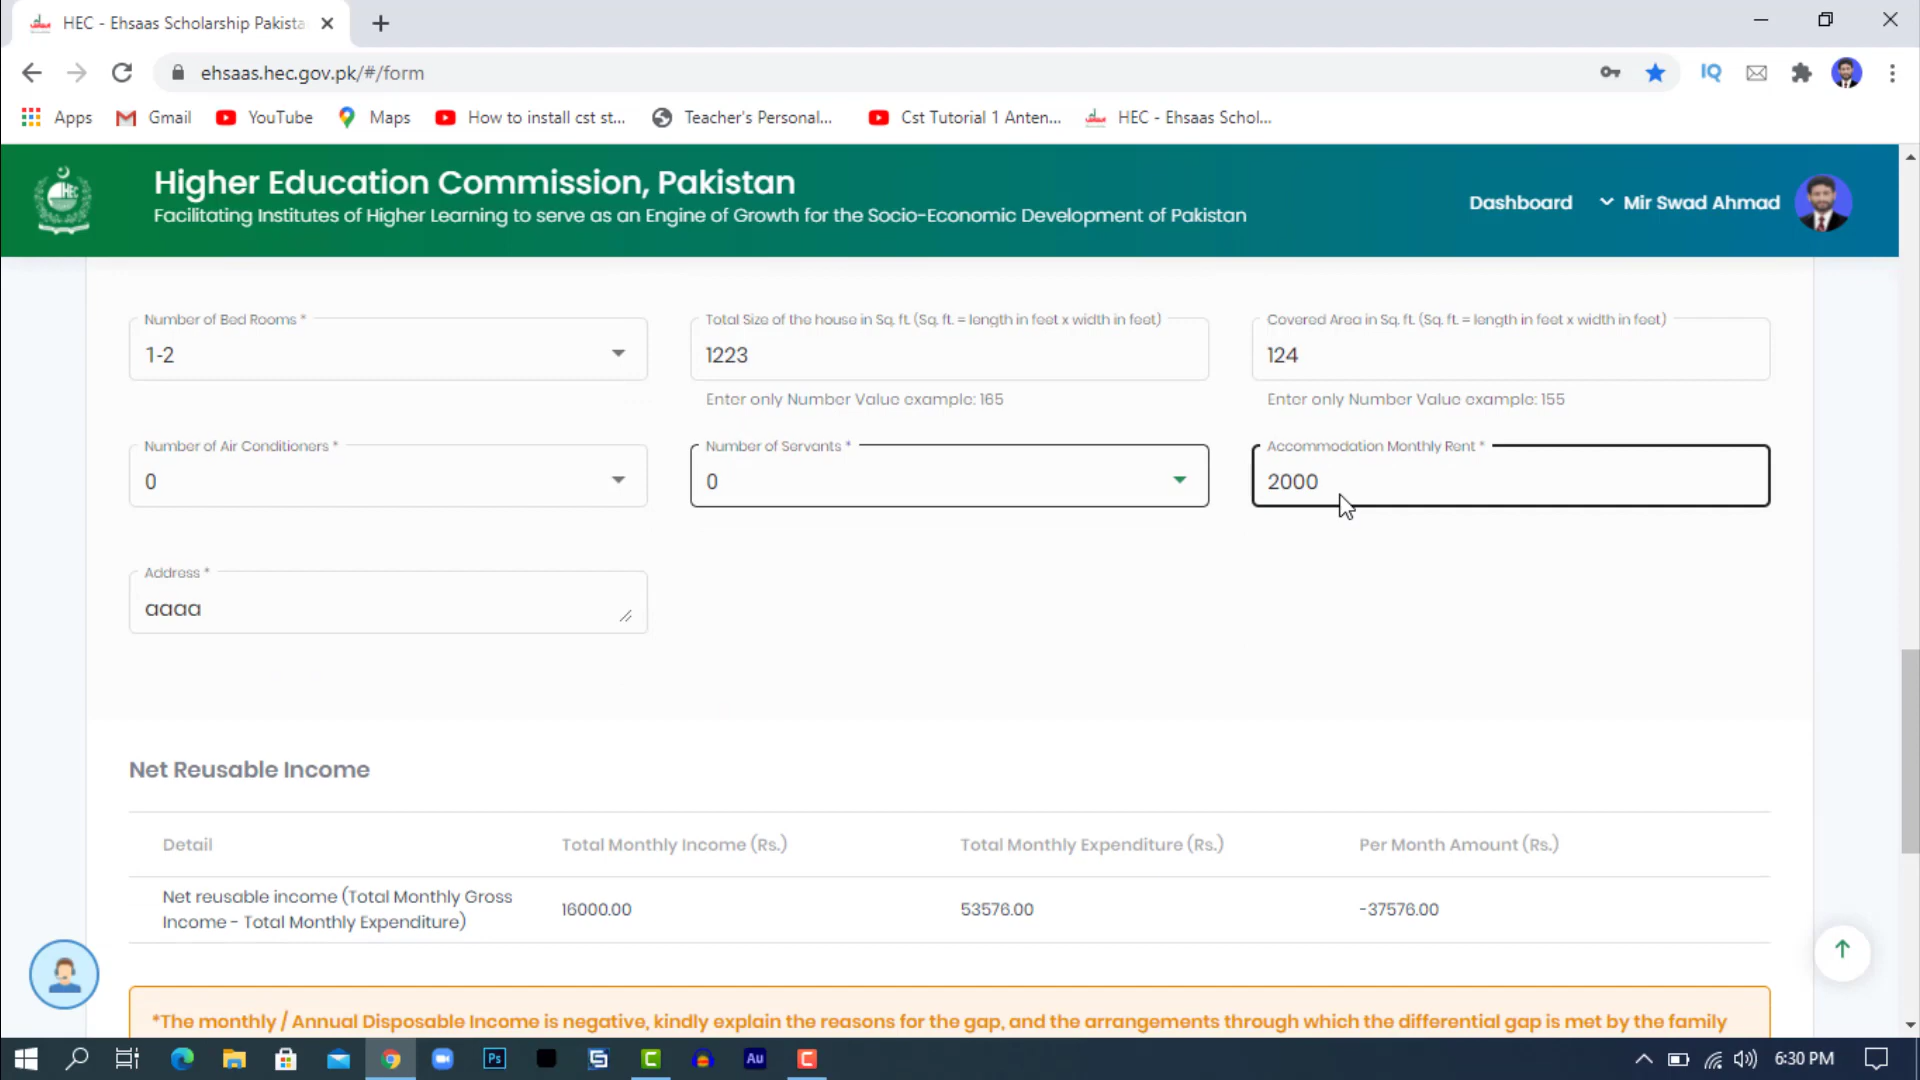 HEC - Ehsaas Scholarship Pakista
ehsaas.hec.gov.pk/#/form
IQ
Apps Gmail YouTube Maps How to install cst st... Teacher's Personal... Cst Tutorial 1 Anten... HEC - Ehsaas Schol...
HEC
Higher Education Commission, Pakistan
Facilitating Institutes of Higher Learning to serve as an Engine of Growth for the Socio-Economic Development of Pakistan
Dashboard Mir Swad Ahmad
Number of Bed Rooms * Total Size of the house in Sq. ft. (Sq. ft. = length in feet x width in feet) Covered Area in Sq. ft. (Sq. ft. = length in feet x width in feet)
1-2 1223 124
Enter only Number Value example: 165 Enter only Number Value example: 155
Number of Air Conditioners * Number of Servants * Accommodation Monthly Rent *
0 0 2000
Address *
aaaa
Net Reusable Income
Detail Total Monthly Income (Rs.) Total Monthly Expenditure (Rs.) Per Month Amount (Rs.)
Net reusable income (Total Monthly Gross
Income - Total Monthly Expenditure)
16000.00 53576.00 -37576.00
*The monthly / Annual Disposable Income is negative, kindly explain the reasons for the gap, and the arrangements through which the differential gap is met by the family
Ps Au 6:30 PM